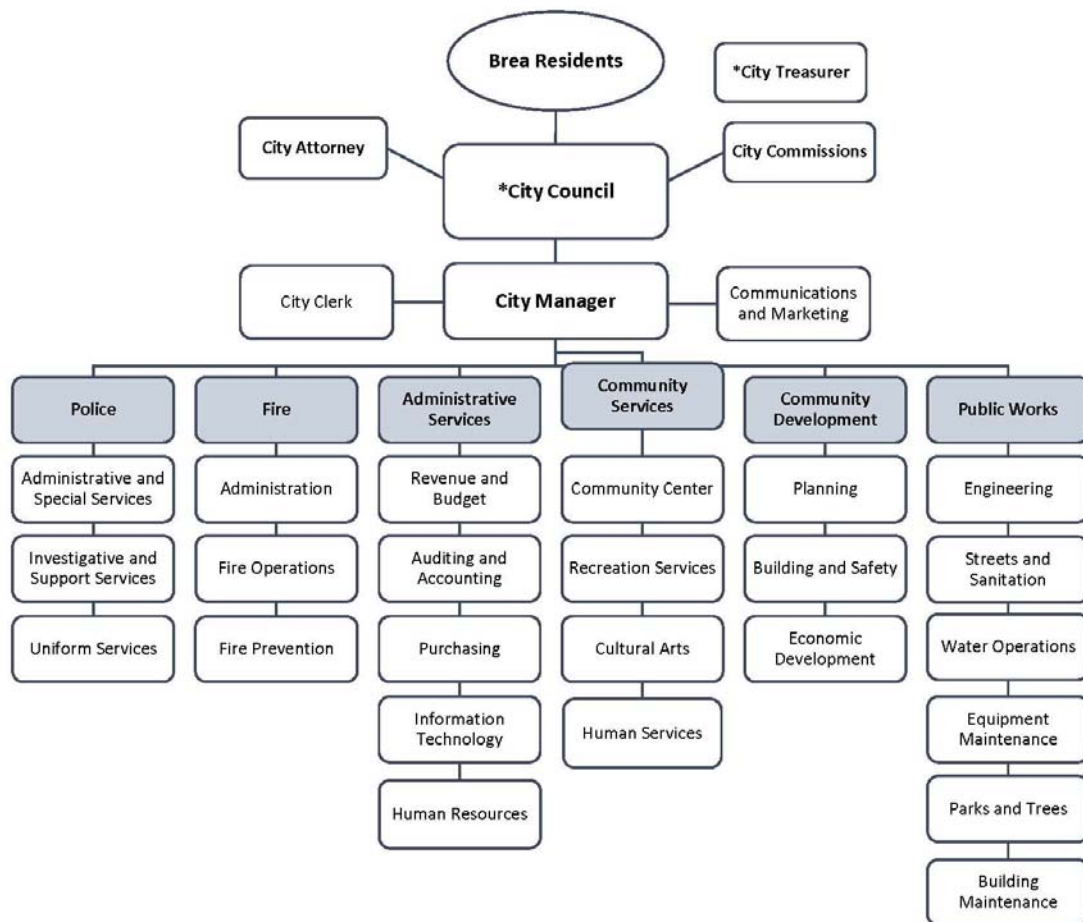 Brea Residents
*City Treasurer
City Attorney
City Commissions
*City Council
City Clerk
City Manager
Communications
and Marketing
Police
Administrative and
Special Services
Investigative and
Support Services
Uniform Services
Fire
Administration
Fire Operations
Fire Prevention
Administrative
Services
Revenue and
Budget
Auditing and
Accounting
Purchasing
Information
Technology
Human Resources
Community
Services
Community Center
Recreation Services
Cultural Arts
Human Services
Community
Development
Planning
Building and Safety
Economic
Development
Public Works
Engineering
Streets and
Sanitation
Water Operations
Equipment
Maintenance
Parks and Trees
Building
Maintenance